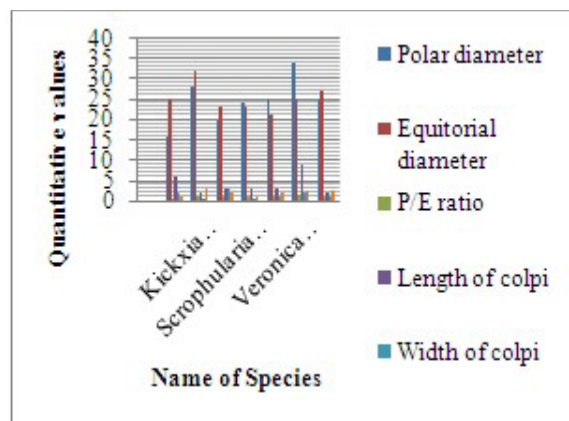 Quantitative values
40
35
30
25
20
15
10
5
0
Kickxia…
Scrophularia…
Veronica…
Name of Species
Polar diameter
Equitorial
diameter
P/E ratio
Length of colpi
Width of colpi